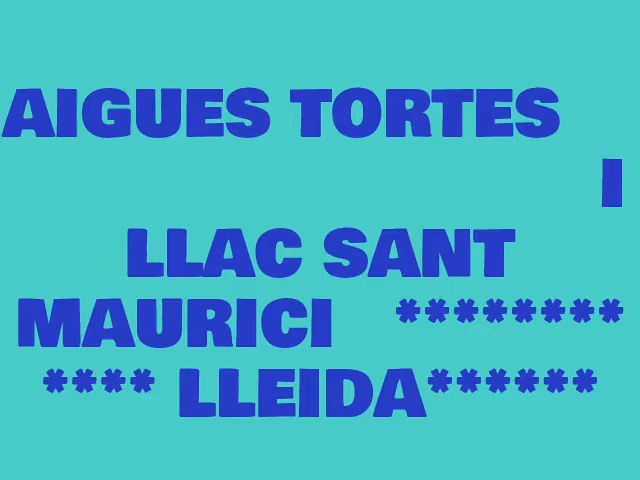 AIGUES TORTES
I
LLAC SANT
MAURICI ********
**** LLEIDA******